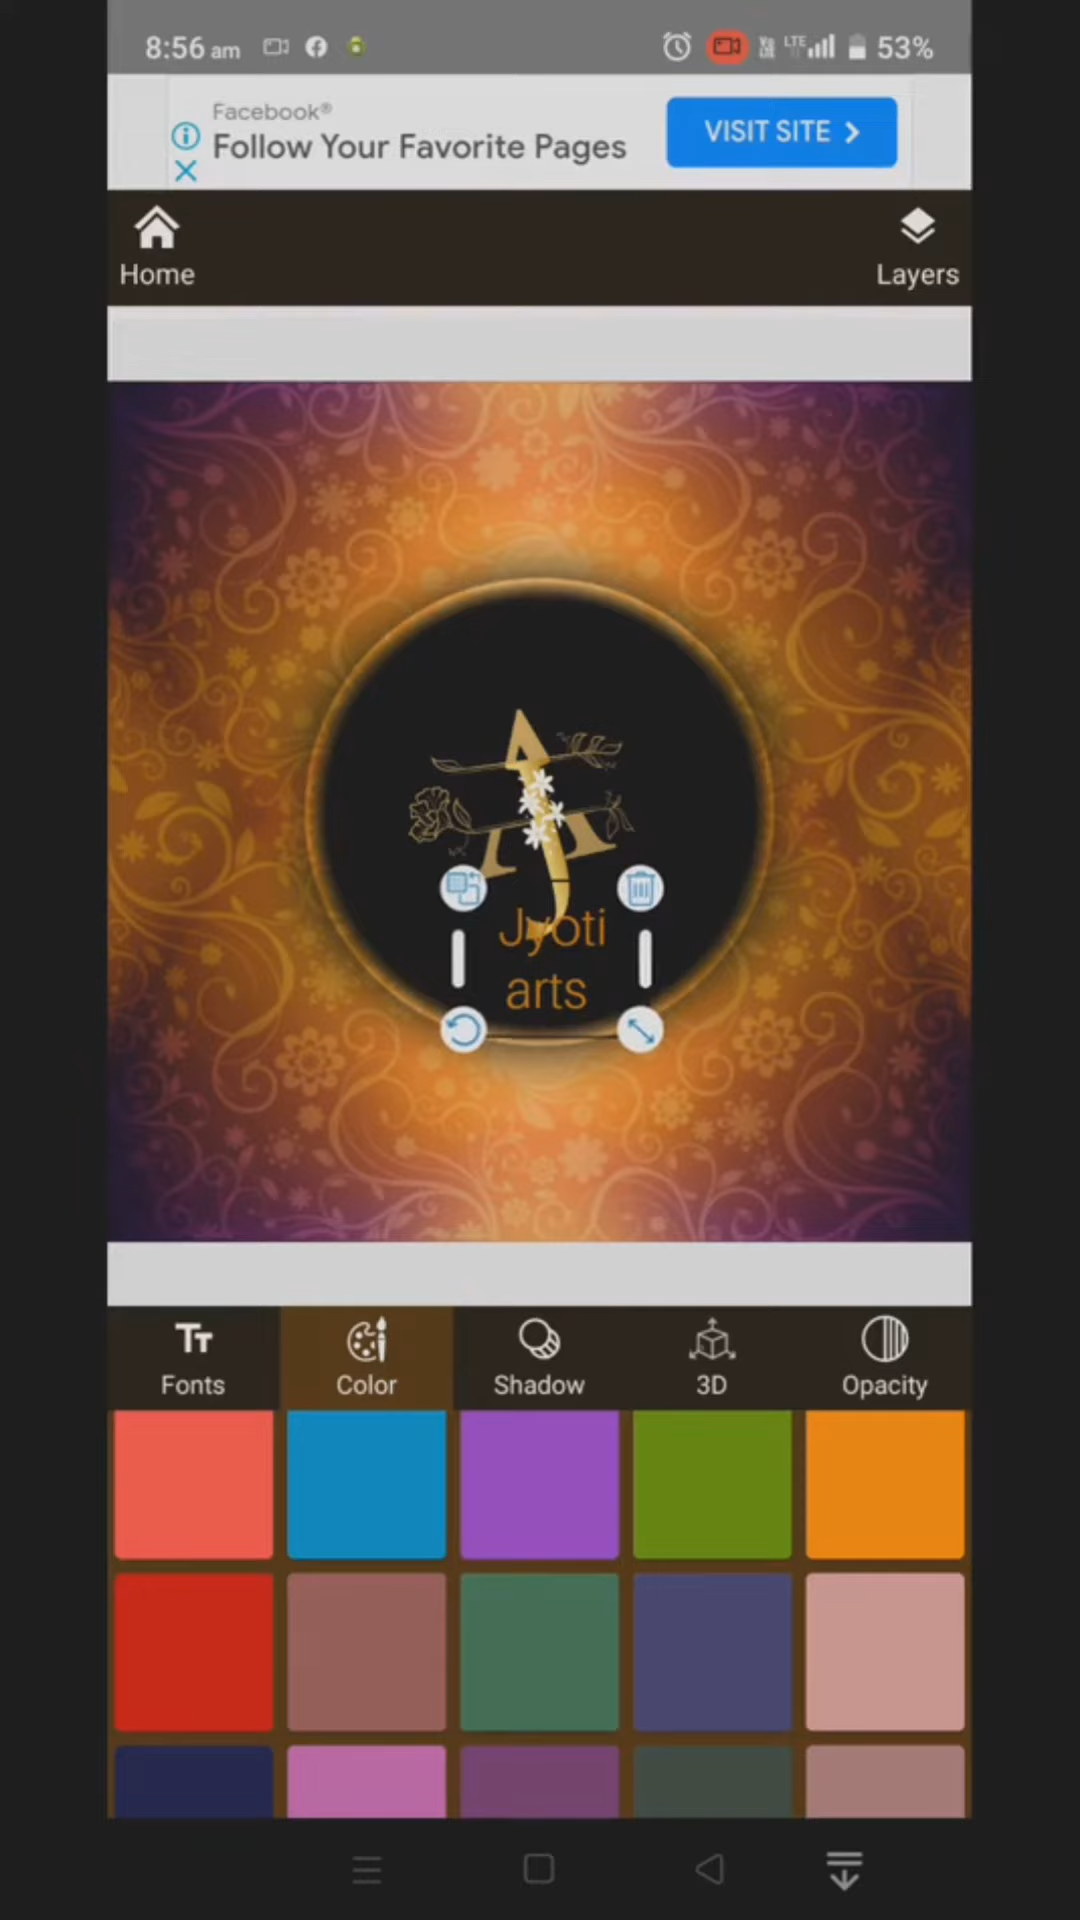 8:56 am
LTE
53%
Facebook®
Follow Your Favorite Pages
VISIT SITE
Home
Layers
Jyoti
arts
Fonts
Color
Shadow
3D
Opacity